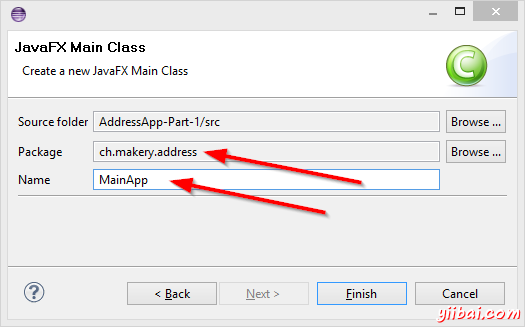 JavaFX Main Class
Create a new JavaFX Main Class
Source folder AddressApp-Part-1/src Browse ...
Package ch.makery.address Browse ...
Name MainApp
? < Back Next > Finish Cancel
yiibai.com